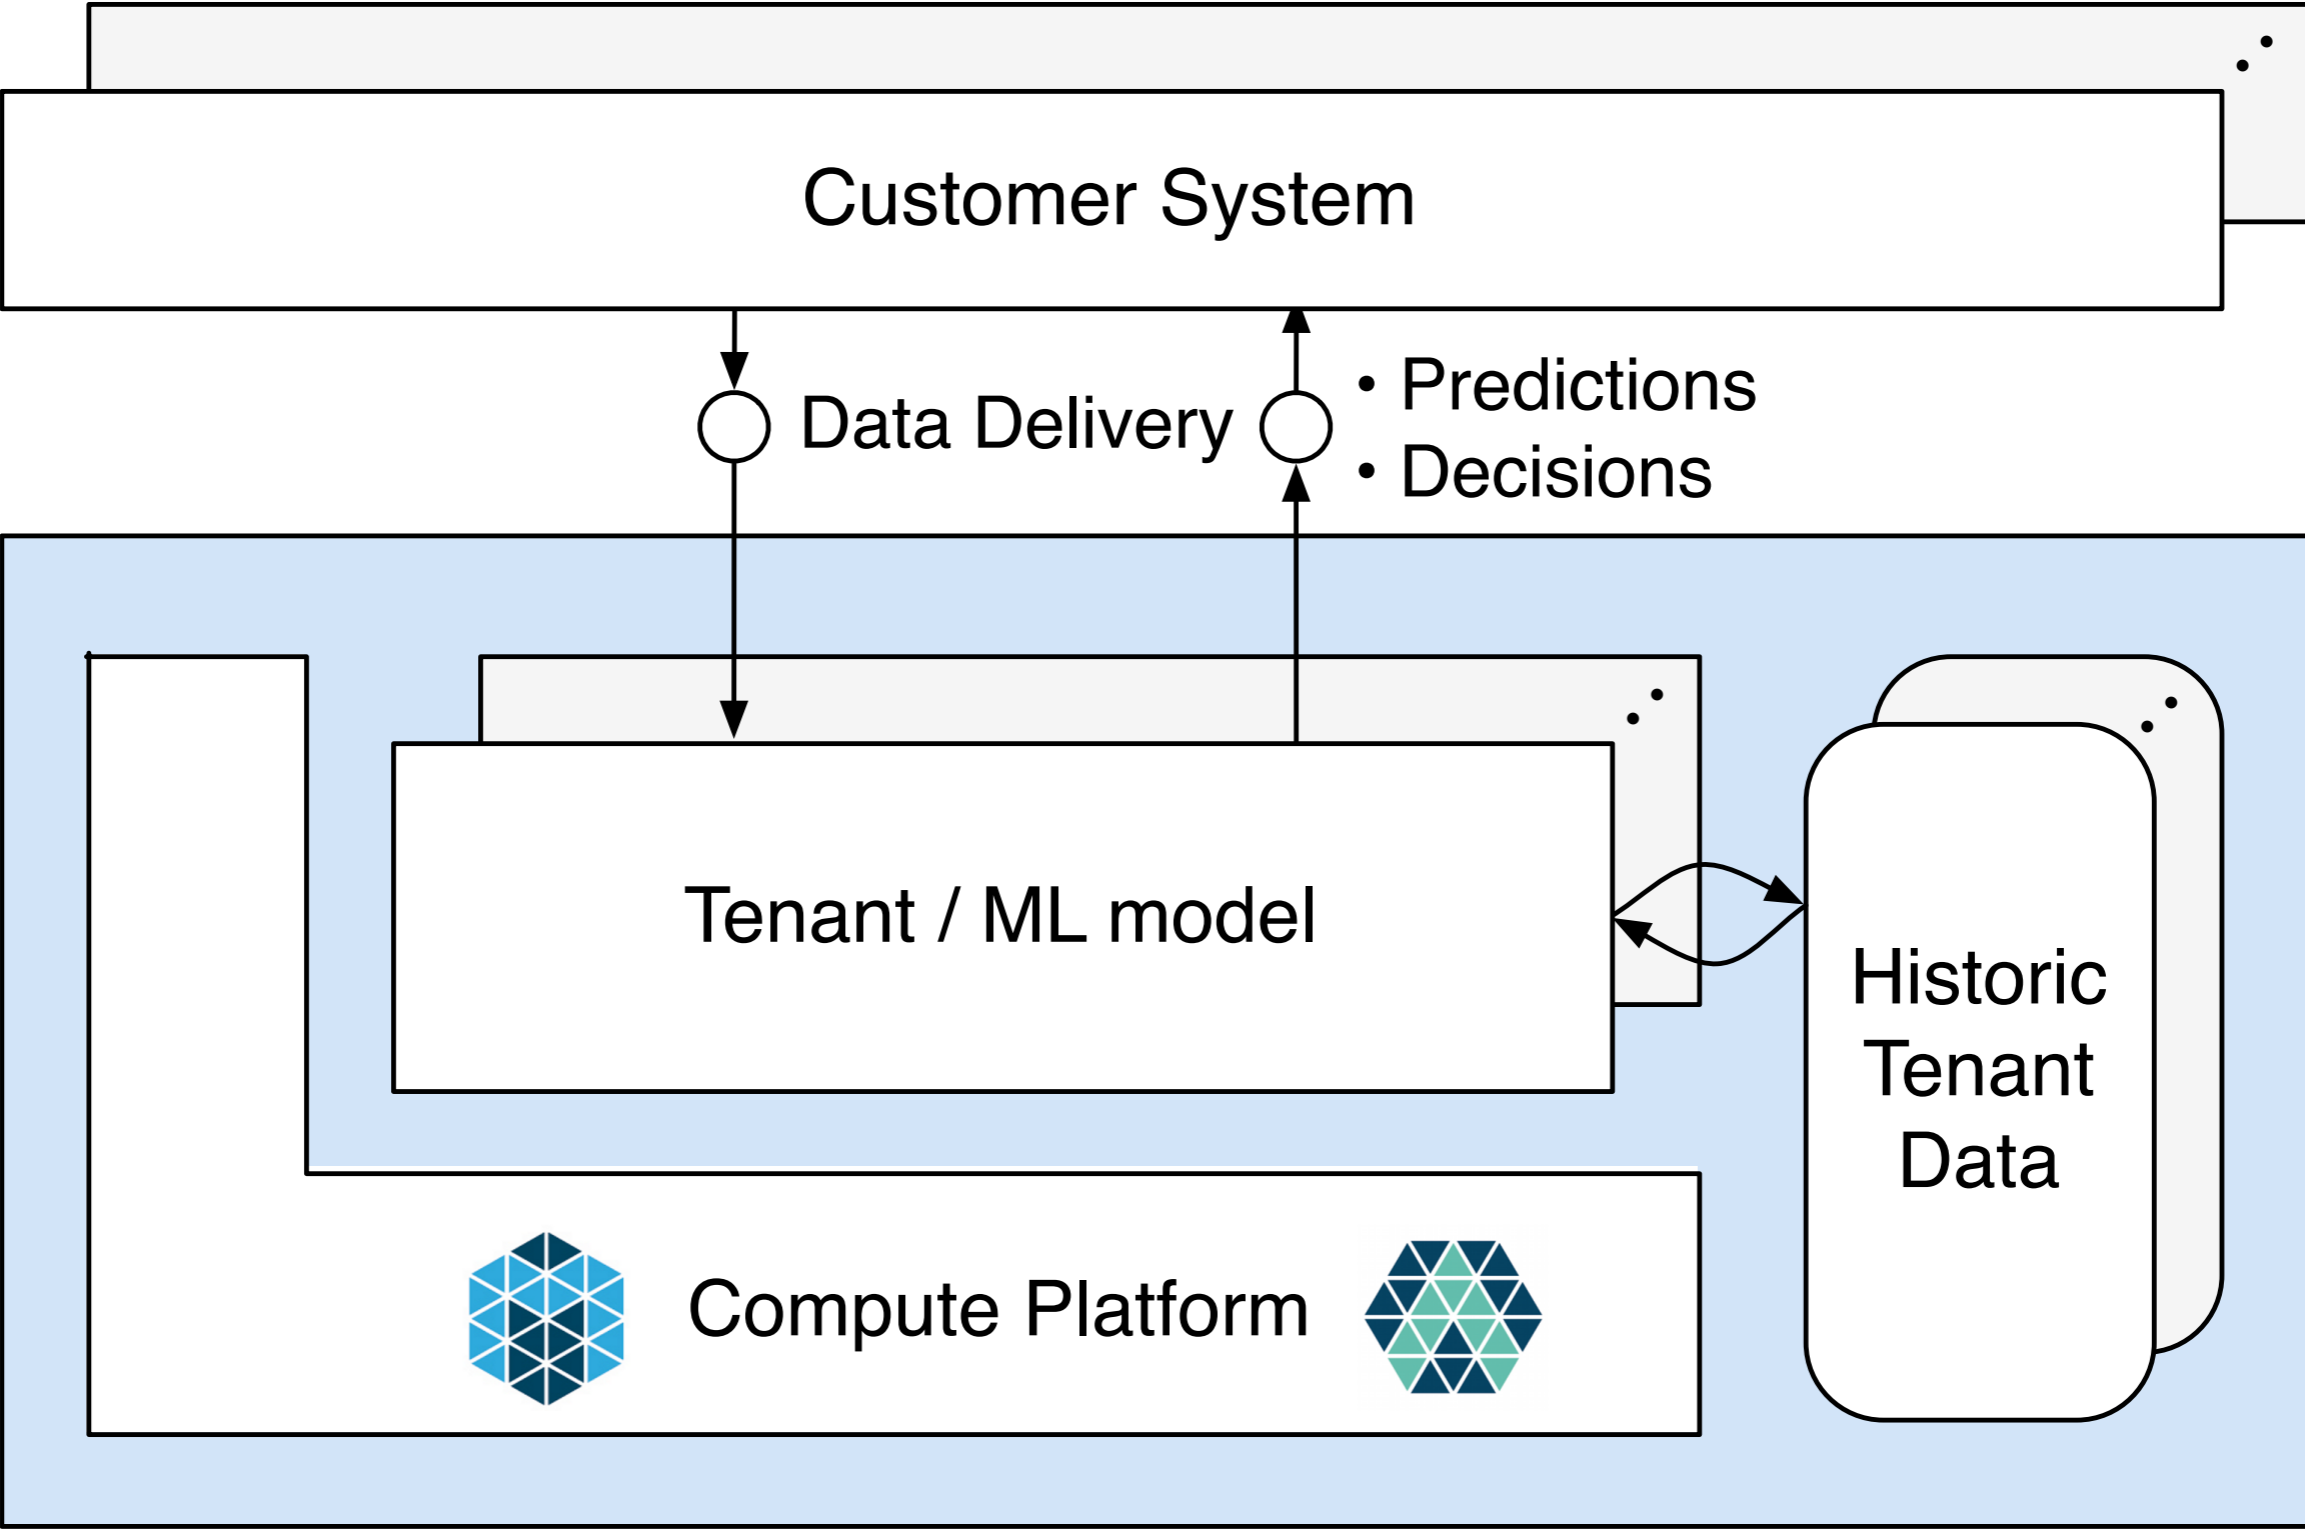 Customer System
Data Delivery
• Predictions
• Decisions
Tenant / ML model
Historic
Tenant
Data
Compute Platform